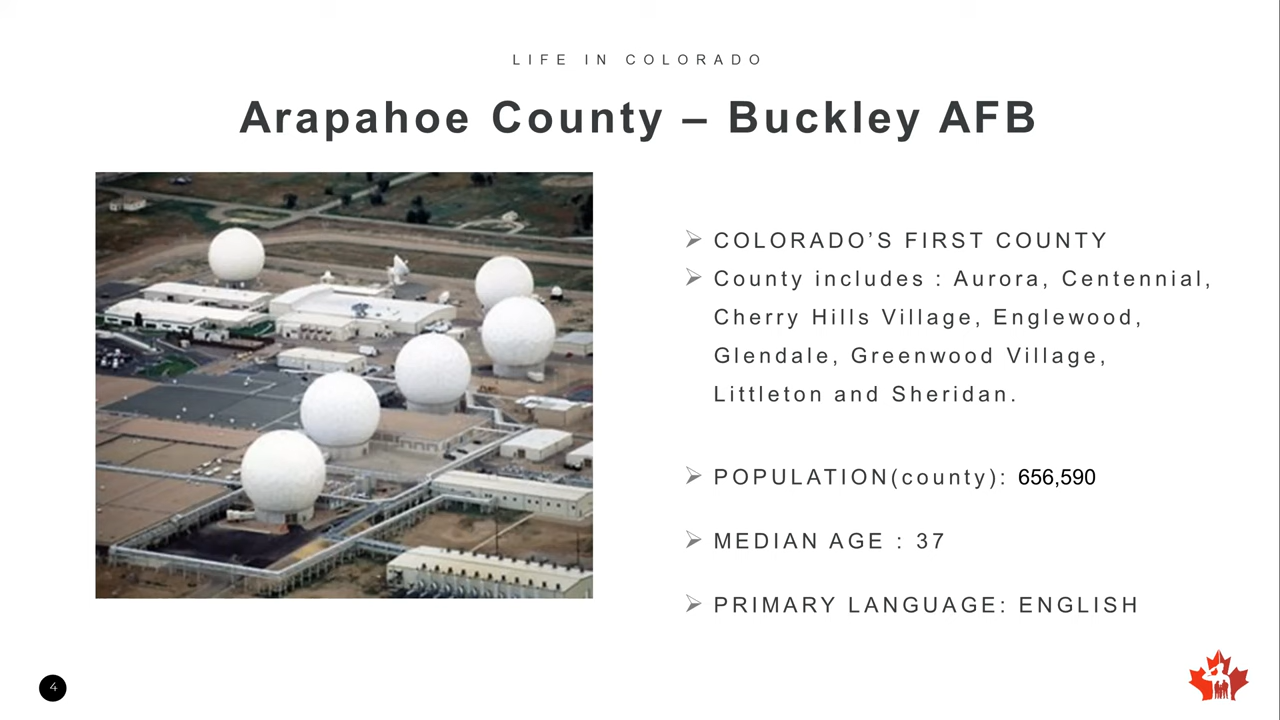 LIFE IN COLORADO
Arapahoe County – Buckley AFB
COLORADO’S FIRST COUNTY
County includes : Aurora, Centennial,
Cherry Hills Village, Englewood,
Glendale, Greenwood Village,
Littleton and Sheridan.
POPULATION(county): 656,590
MEDIAN AGE : 37
PRIMARY LANGUAGE: ENGLISH
4